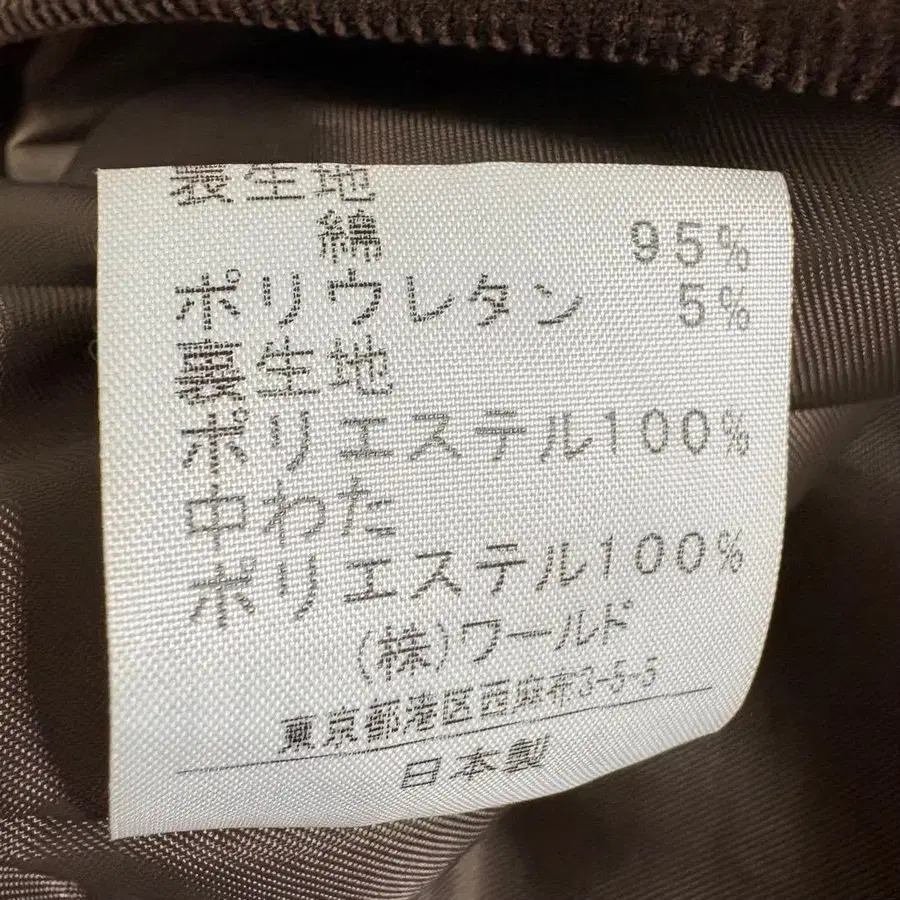 表生地
綿 95%
ポリウレタン 5%
裏生地
ポリエステル100%
中わた
ポリエステル100%
(株)ワールド
東京都港区西麻布3-5-5
日本製